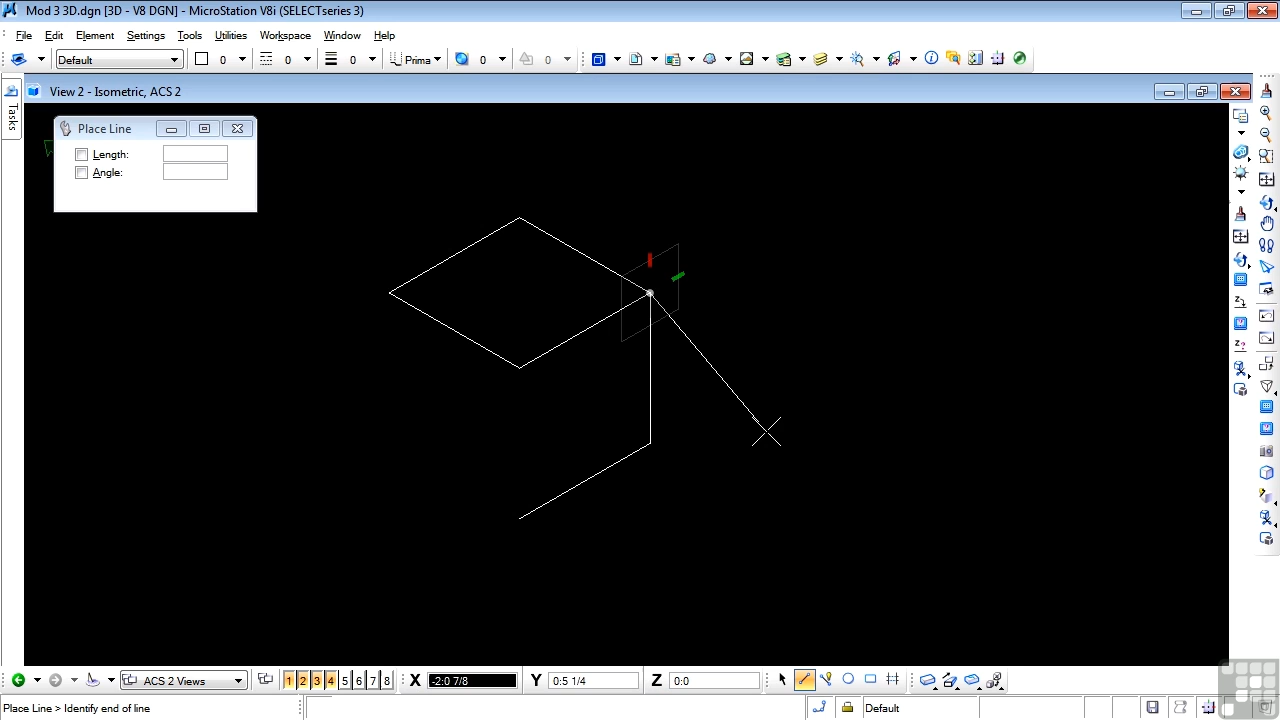 Mod 3 3D.dgn [3D - V8 DGN] - MicroStation V8i (SELECTseries 3)
File Edit Element Settings Tools Utilities Workspace Window Help
Default 0 0 0 Prima 0 0
View 2 - Isometric, ACS 2
Tasks
Place Line
Length:
Angle:
ACS 2 Views 1 2 3 4 5 6 7 8 X -2:0 7/8 Y 0:5 1/4 Z 0:0
Place Line > Identify end of line Default